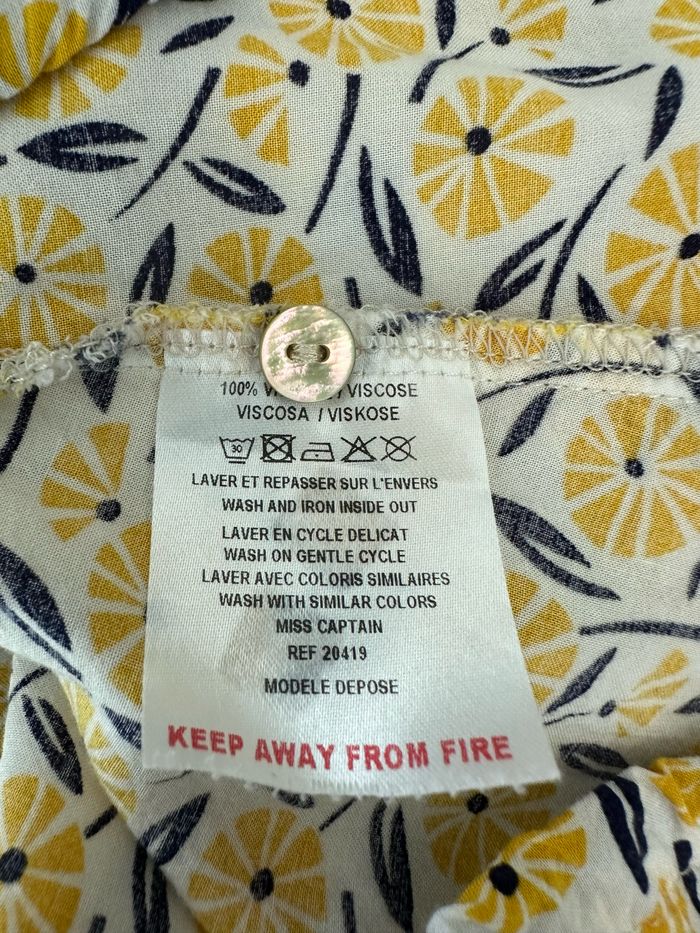 100% V / VISCOSE
VISCOSA / VISKOSE
30
LAVER ET REPASSER SUR L'ENVERS
WASH AND IRON INSIDE OUT
LAVER EN CYCLE DELICAT
WASH ON GENTLE CYCLE
LAVER AVEC COLORIS SIMILAIRES
WASH WITH SIMILAR COLORS
MISS CAPTAIN
REF 20419
MODELE DEPOSE
KEEP AWAY FROM FIRE